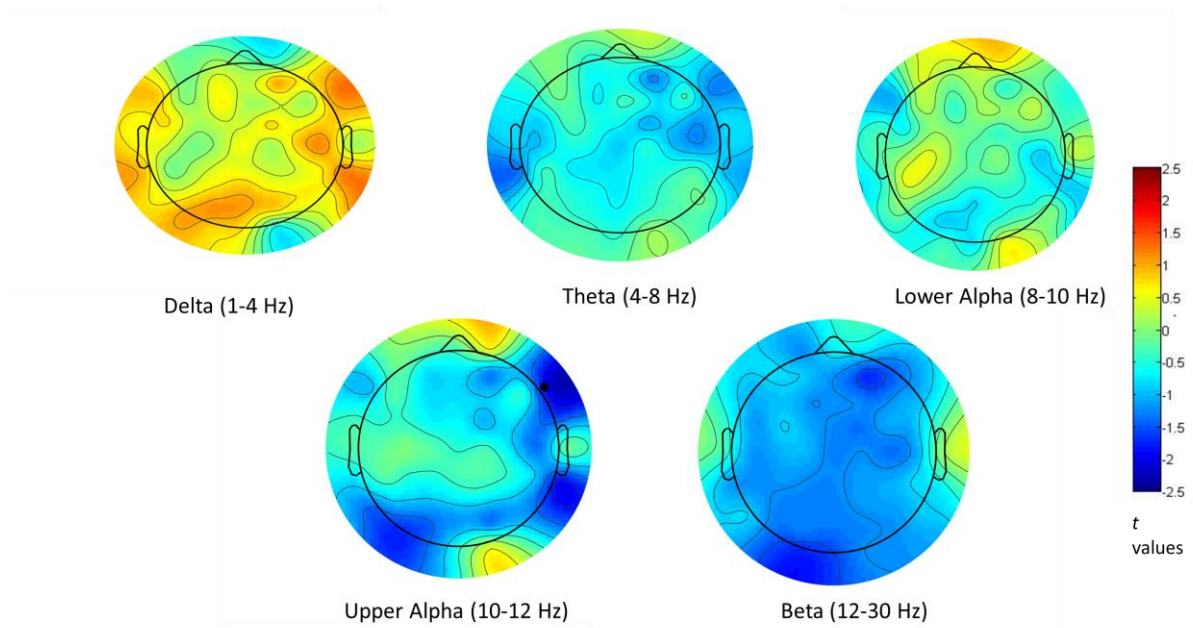 Delta (1-4 Hz)
Theta (4-8 Hz)
Lower Alpha (8-10 Hz)
2.5
2
1.5
1
0.5
0
-0.5
-1
-1.5
-2
-2.5
t
values
Upper Alpha (10-12 Hz)
Beta (12-30 Hz)